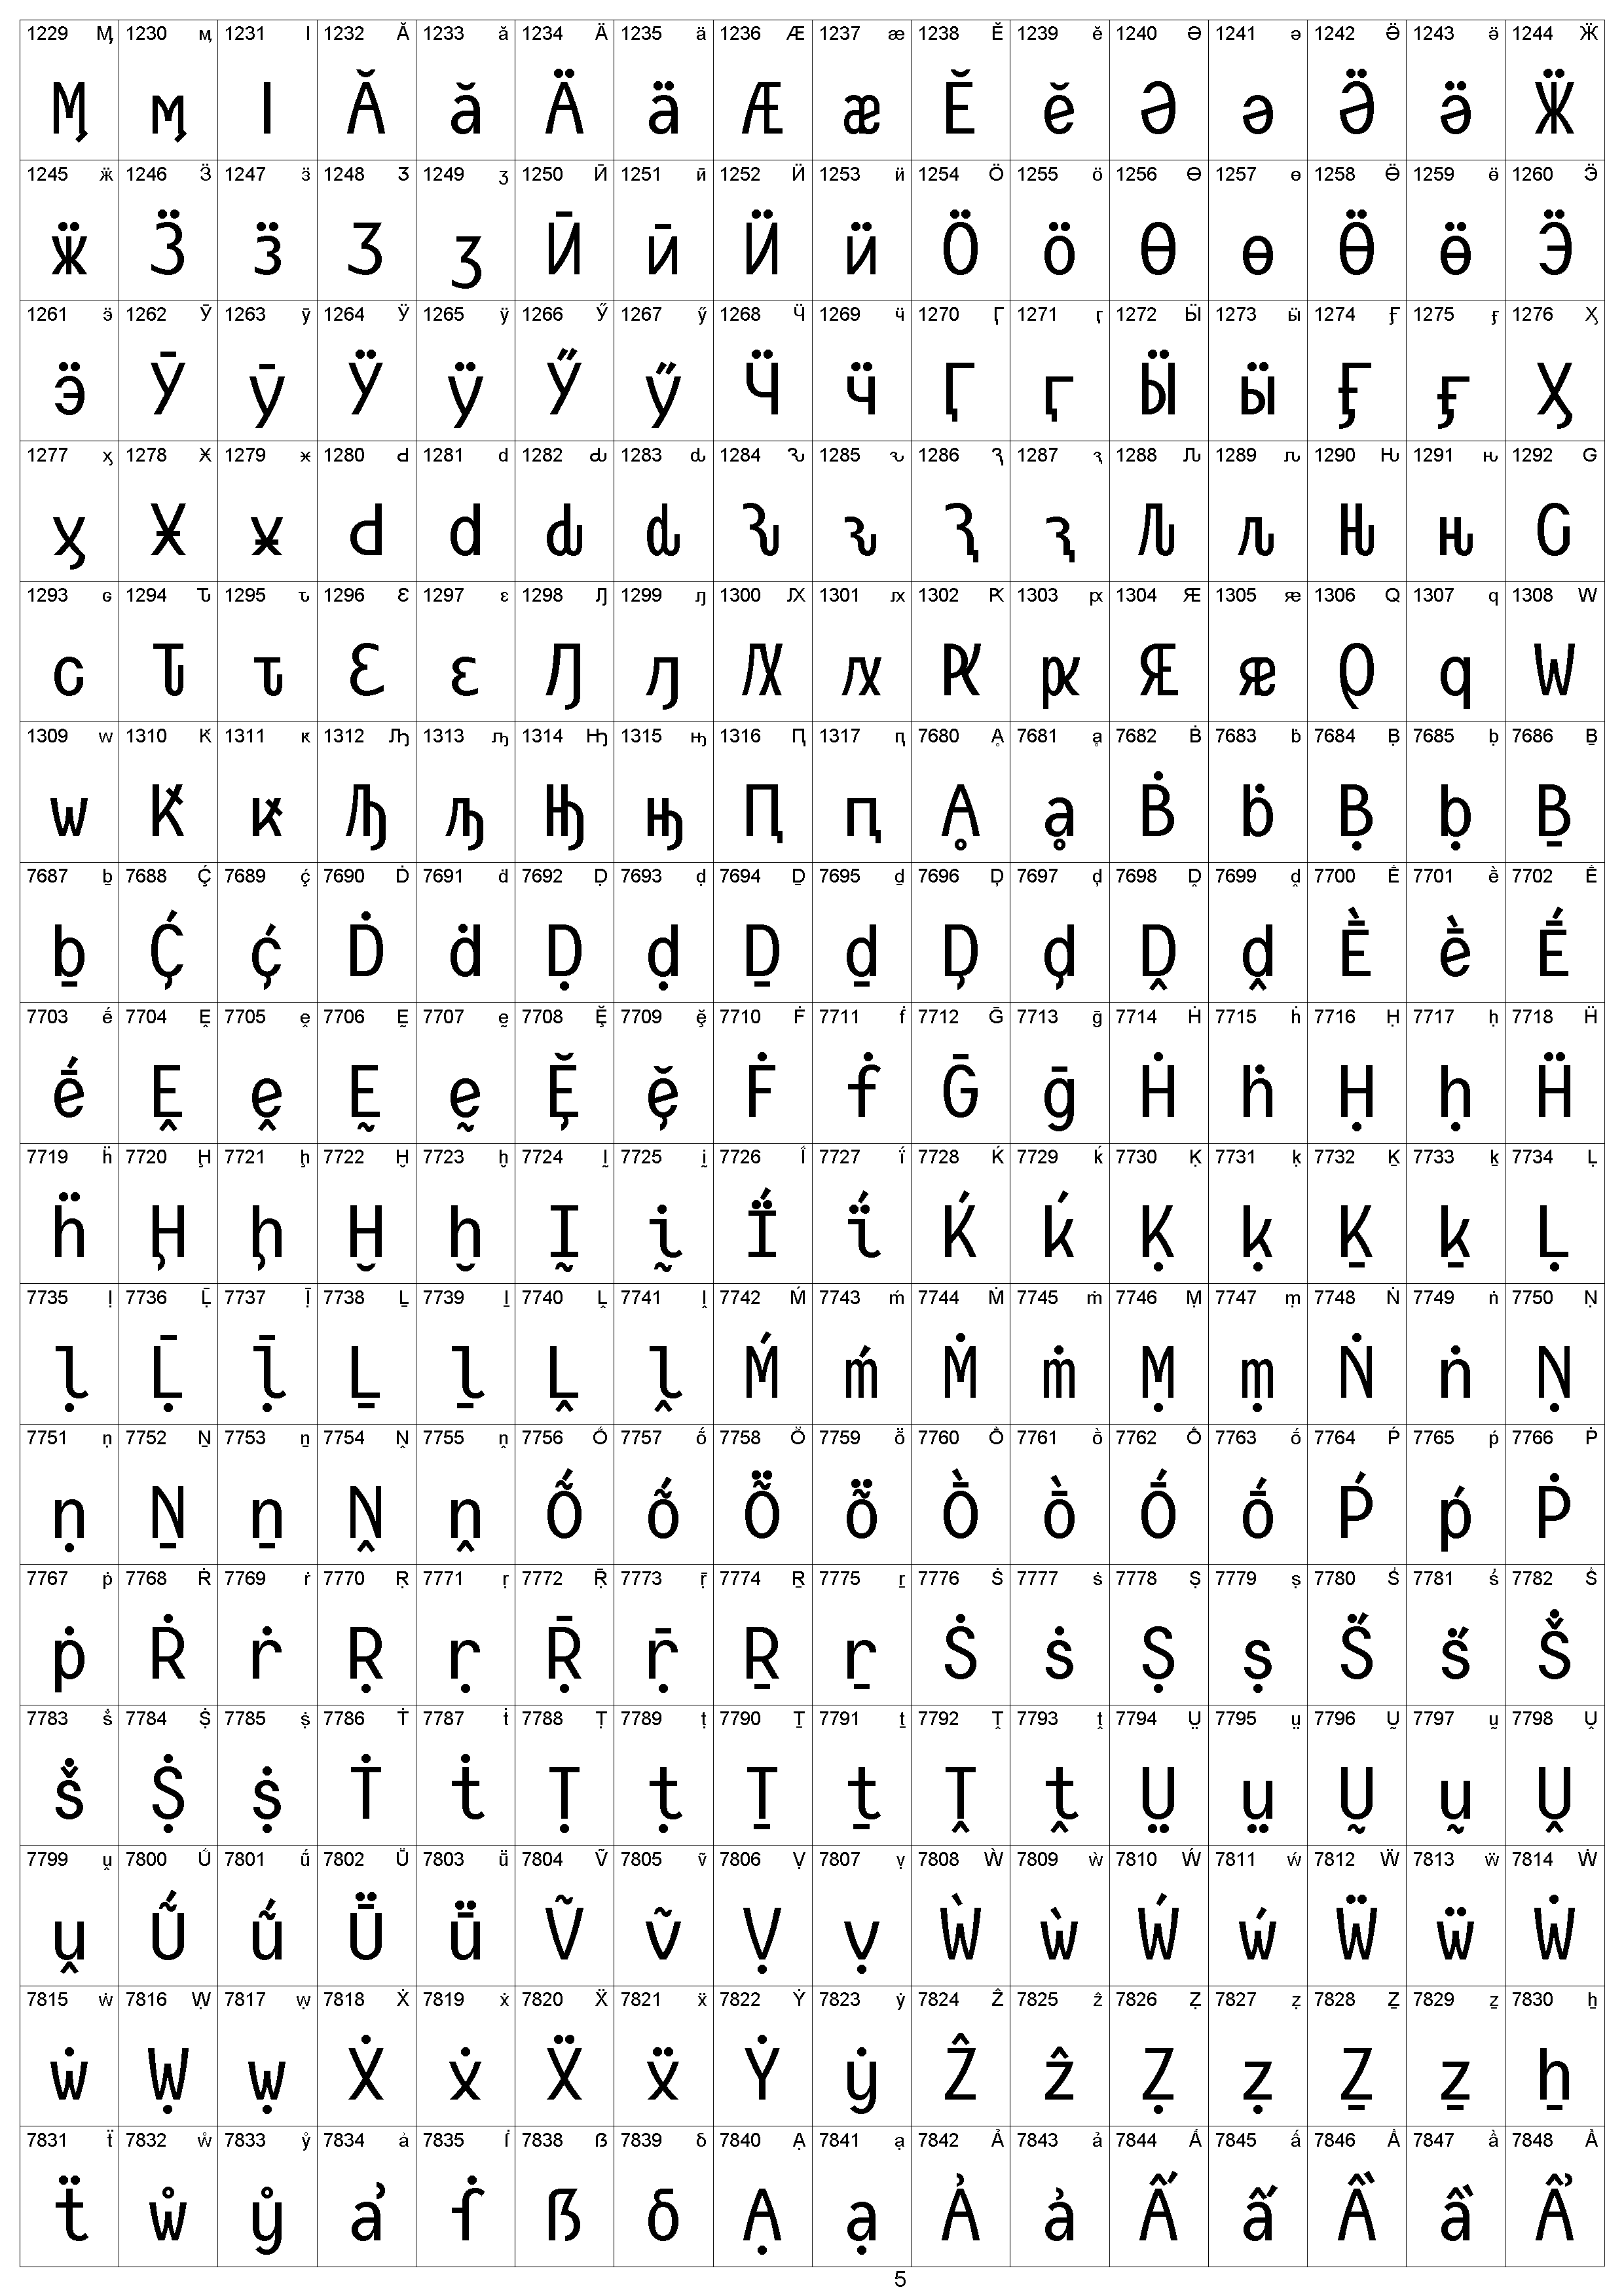 1229 Ӎ 1230 ӎ 1231 ӏ 1232 Ӑ 1233 ӑ 1234 Ӓ 1235 ӓ 1236 Ӕ 1237 ӕ 1238 Ӗ 1239 ӗ 1240 Ә 1241 ә 1242 Ӛ 1243 ӛ 1244 Ӝ
Ӎ ӎ ӏ Ӑ ӑ Ӓ ӓ Ӕ ӕ Ӗ ӗ Ә ә Ӛ ӛ Ӝ
1245 ӝ 1246 Ӟ 1247 ӟ 1248 Ӡ 1249 ӡ 1250 Ӣ 1251 ӣ 1252 Ӥ 1253 ӥ 1254 Ӧ 1255 ӧ 1256 Ө 1257 ө 1258 Ӫ 1259 ӫ 1260 Ӭ
ӝ Ӟ ӟ Ӡ ӡ Ӣ ӣ Ӥ ӥ Ӧ ӧ Ө ө Ӫ ӫ Ӭ
1261 ӭ 1262 Ӯ 1263 ӯ 1264 Ӱ 1265 ӱ 1266 Ӳ 1267 ӳ 1268 Ӵ 1269 ӵ 1270 Ӷ 1271 ӷ 1272 Ӹ 1273 ӹ 1274 Ӻ 1275 ӻ 1276 Ӽ
ӭ Ӯ ӯ Ӱ ӱ Ӳ ӳ Ӵ ӵ Ӷ ӷ Ӹ ӹ Ӻ ӻ Ӽ
1277 ӽ 1278 Ӿ 1279 ӿ 1280 Ԁ 1281 ԁ 1282 Ԃ 1283 ԃ 1284 Ԅ 1285 ԅ 1286 Ԇ 1287 ԇ 1288 Ԉ 1289 ԉ 1290 Ԋ 1291 ԋ 1292 Ԍ
ӽ Ӿ ӿ Ԁ ԁ Ԃ ԃ Ԅ ԅ Ԇ ԇ Ԉ ԉ Ԋ ԋ Ԍ
1293 ԍ 1294 Ԏ 1295 ԏ 1296 Ԑ 1297 ԑ 1298 Ԓ 1299 ԓ 1300 Ԕ 1301 ԕ 1302 Ԗ 1303 ԗ 1304 Ԙ 1305 ԙ 1306 Ԛ 1307 ԛ 1308 Ԝ
ԍ Ԏ ԏ Ԑ ԑ Ԓ ԓ Ԕ ԕ Ԗ ԗ Ԙ ԙ Ԛ ԛ Ԝ
1309 ԝ 1310 Ԟ 1311 ԟ 1312 Ԡ 1313 ԡ 1314 Ԣ 1315 ԣ 1316 Ԥ 1317 ԥ 7680 Ḁ 7681 ḁ 7682 Ḃ 7683 ḃ 7684 Ḅ 7685 ḅ 7686 Ḇ
ԝ Ԟ ԟ Ԡ ԡ Ԣ ԣ Ԥ ԥ Ḁ ḁ Ḃ ḃ Ḅ ḅ Ḇ
7687 ḇ 7688 Ḉ 7689 ḉ 7690 Ḋ 7691 ḋ 7692 Ḍ 7693 ḍ 7694 Ḏ 7695 ḏ 7696 Ḑ 7697 ḑ 7698 Ḓ 7699 ḓ 7700 Ḕ 7701 ḕ 7702 Ḗ
ḇ Ḉ ḉ Ḋ ḋ Ḍ ḍ Ḏ ḏ Ḑ ḑ Ḓ ḓ Ḕ ḕ Ḗ
7703 ḗ 7704 Ḙ 7705 ḙ 7706 Ḛ 7707 ḛ 7708 Ḝ 7709 ḝ 7710 Ḟ 7711 ḟ 7712 Ḡ 7713 ḡ 7714 Ḣ 7715 ḣ 7716 Ḥ 7717 ḥ 7718 Ḧ
ḗ Ḙ ḙ Ḛ ḛ Ḝ ḝ Ḟ ḟ Ḡ ḡ Ḣ ḣ Ḥ ḥ Ḧ
7719 ḧ 7720 Ḩ 7721 ḩ 7722 Ḫ 7723 ḫ 7724 Ḭ 7725 ḭ 7726 Ḯ 7727 ḯ 7728 Ḱ 7729 ḱ 7730 Ḳ 7731 ḳ 7732 Ḵ 7733 ḵ 7734 Ḷ
ḧ Ḩ ḩ Ḫ ḫ Ḭ ḭ Ḯ ḯ Ḱ ḱ Ḳ ḳ Ḵ ḵ Ḷ
7735 ḷ 7736 Ḹ 7737 ḹ 7738 Ḻ 7739 ḻ 7740 Ḽ 7741 ḽ 7742 Ḿ 7743 ḿ 7744 Ṁ 7745 ṁ 7746 Ṃ 7747 ṃ 7748 Ṅ 7749 ṅ 7750 Ṇ
ḷ Ḹ ḹ Ḻ ḻ Ḽ ḽ Ḿ ḿ Ṁ ṁ Ṃ ṃ Ṅ ṅ Ṇ
7751 ṇ 7752 Ṉ 7753 ṉ 7754 Ṋ 7755 ṋ 7756 Ṍ 7757 ṍ 7758 Ṏ 7759 ṏ 7760 Ṑ 7761 ṑ 7762 Ṓ 7763 ṓ 7764 Ṕ 7765 ṕ 7766 Ṗ
ṇ Ṉ ṉ Ṋ ṋ Ṍ ṍ Ṏ ṏ Ṑ ṑ Ṓ ṓ Ṕ ṕ Ṗ
7767 ṗ 7768 Ṙ 7769 ṙ 7770 Ṛ 7771 ṛ 7772 Ṝ 7773 ṝ 7774 Ṟ 7775 ṟ 7776 Ṡ 7777 ṡ 7778 Ṣ 7779 ṣ 7780 Ṥ 7781 ṥ 7782 Ṧ
ṗ Ṙ ṙ Ṛ ṛ Ṝ ṝ Ṟ ṟ Ṡ ṡ Ṣ ṣ Ṥ ṥ Ṧ
7783 ṧ 7784 Ṩ 7785 ṩ 7786 Ṫ 7787 ṫ 7788 Ṭ 7789 ṭ 7790 Ṯ 7791 ṯ 7792 Ṱ 7793 ṱ 7794 Ṳ 7795 ṳ 7796 Ṵ 7797 ṵ 7798 Ṷ
ṧ Ṩ ṩ Ṫ ṫ Ṭ ṭ Ṯ ṯ Ṱ ṱ Ṳ ṳ Ṵ ṵ Ṷ
7799 ṷ 7800 Ṹ 7801 ṹ 7802 Ṻ 7803 ṻ 7804 Ṽ 7805 ṽ 7806 Ṿ 7807 ṿ 7808 Ẁ 7809 ẁ 7810 Ẃ 7811 ẃ 7812 Ẅ 7813 ẅ 7814 Ẇ
ṷ Ṹ ṹ Ṻ ṻ Ṽ ṽ Ṿ ṿ Ẁ ẁ Ẃ ẃ Ẅ ẅ Ẇ
7815 ẇ 7816 Ẉ 7817 ẉ 7818 Ẋ 7819 ẋ 7820 Ẍ 7821 ẍ 7822 Ẏ 7823 ẏ 7824 Ẑ 7825 ẑ 7826 Ẓ 7827 ẓ 7828 Ẕ 7829 ẕ 7830 ẖ
ẇ Ẉ ẉ Ẋ ẋ Ẍ ẍ Ẏ ẏ Ẑ ẑ Ẓ ẓ Ẕ ẕ ẖ
7831 ẗ 7832 ẘ 7833 ẙ 7834 ẚ 7835 ẛ 7838 ẞ 7839 ẟ 7840 Ạ 7841 ạ 7842 Ả 7843 ả 7844 Ấ 7845 ấ 7846 Ầ 7847 ầ 7848 Ẩ
ẗ ẘ ẙ ẚ ẛ ẞ ẟ Ạ ạ Ả ả Ấ ấ Ầ ầ Ẩ
5